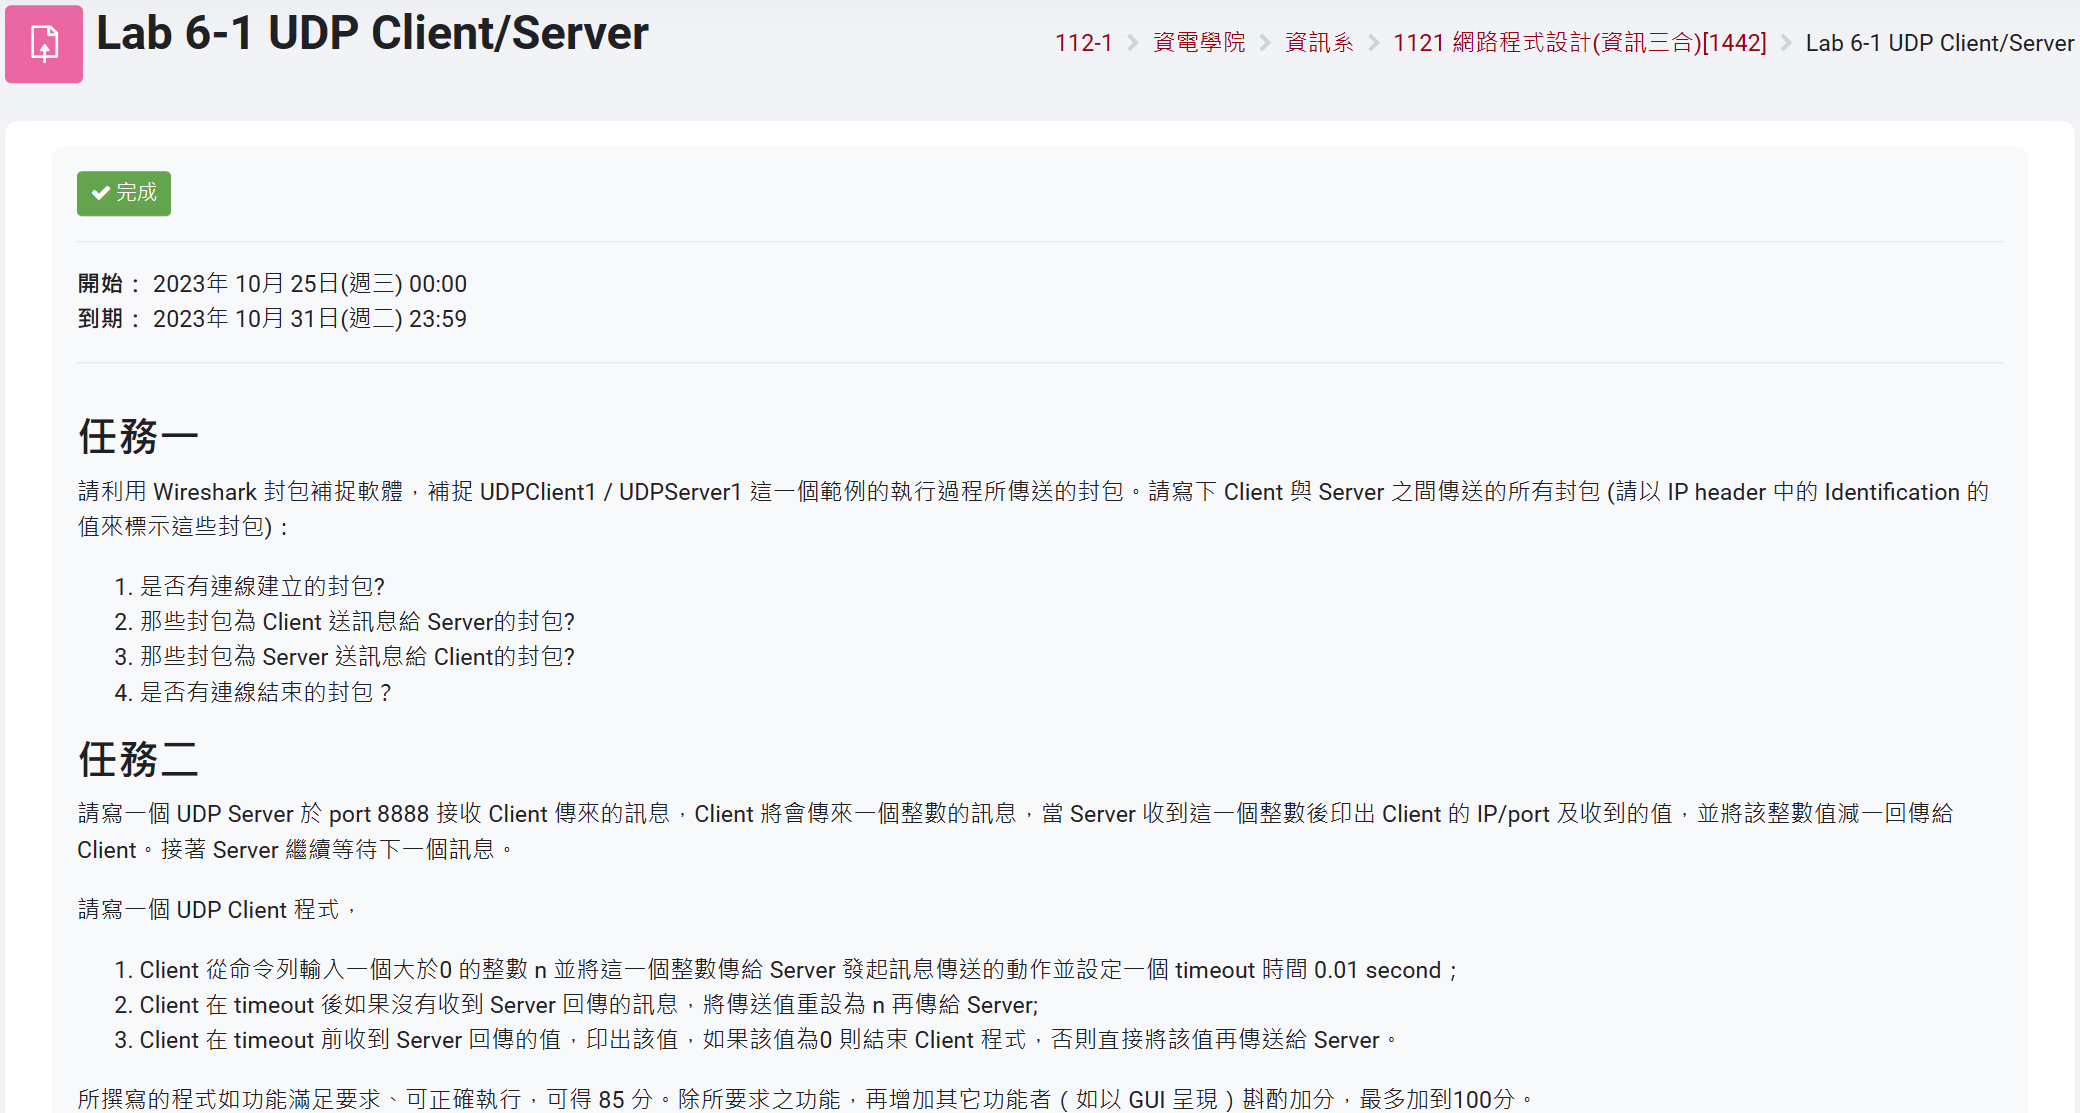 Lab 6-1 UDP Client/Server
112-1 > 資電學院 > 資訊系 > 1121 網路程式設計(資訊三合)[1442] > Lab 6-1 UDP Client/Server
完成
開始： 2023年 10月 25日(週三) 00:00
到期： 2023年 10月 31日(週二) 23:59
任務一
請利用 Wireshark 封包補捉軟體，補捉 UDPClient1 / UDPServer1 這一個範例的執行過程所傳送的封包。請寫下 Client 與 Server 之間傳送的所有封包 (請以 IP header 中的 Identification 的
值來標示這些封包)：
1. 是否有連線建立的封包?
2. 那些封包為 Client 送訊息給 Server的封包?
3. 那些封包為 Server 送訊息給 Client的封包?
4. 是否有連線結束的封包？
任務二
請寫一個 UDP Server 於 port 8888 接收 Client 傳來的訊息，Client 將會傳來一個整數的訊息，當 Server 收到這一個整數後印出 Client 的 IP/port 及收到的值，並將該整數值減一回傳給
Client。接著 Server 繼續等待下一個訊息。
請寫一個 UDP Client 程式，
1. Client 從命令列輸入一個大於0 的整數 n 並將這一個整數傳給 Server 發起訊息傳送的動作並設定一個 timeout 時間 0.01 second；
2. Client 在 timeout 後如果沒有收到 Server 回傳的訊息，將傳送值重設為 n 再傳給 Server;
3. Client 在 timeout 前收到 Server 回傳的值，印出該值，如果該值為0 則結束 Client 程式，否則直接將該值再傳送給 Server。
所撰寫的程式如功能滿足要求、可正確執行，可得 85 分。除所要求之功能，再增加其它功能者（如以 GUI 呈現）斟酌加分，最多加到100分。